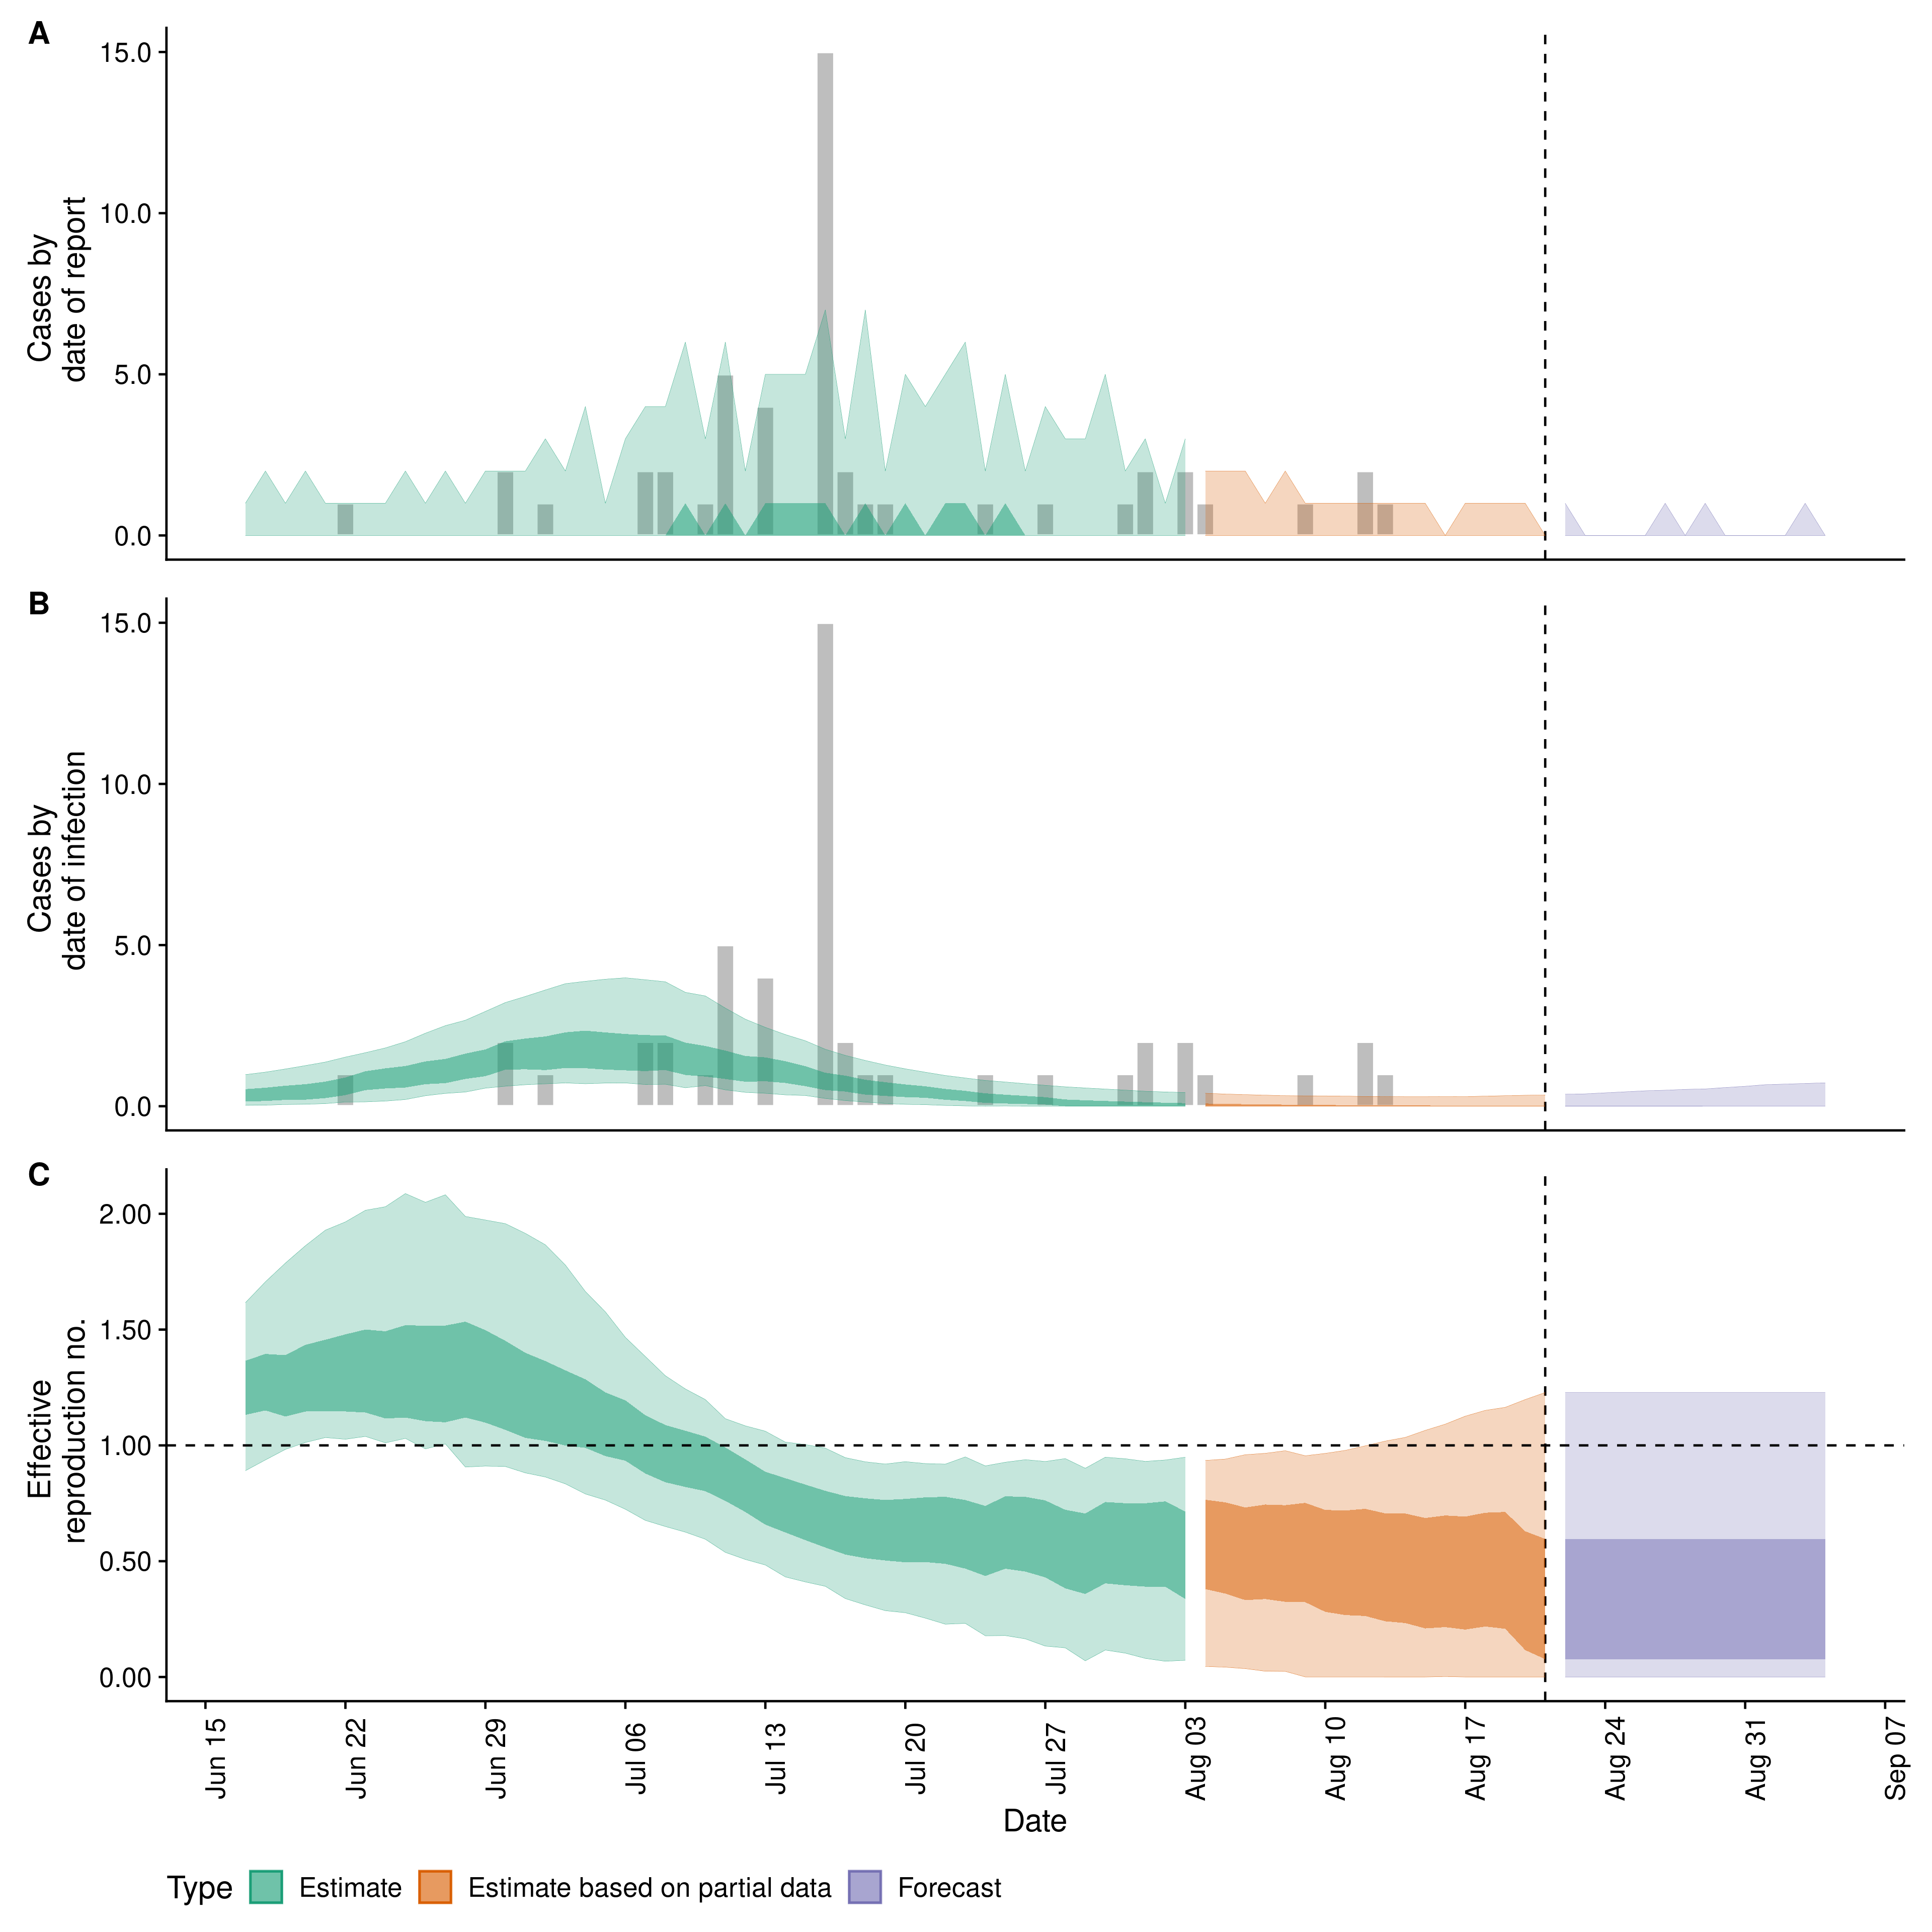 A
Cases by
date of report
15.0
10.0
5.0
0.0
B
Cases by
date of infection
15.0
10.0
5.0
0.0
C
Effective
reproduction no.
2.00
1.50
1.00
0.50
0.00
Jun 15
Jun 22
Jun 29
Jul 06
Jul 13
Jul 20
Jul 27
Aug 03
Aug 10
Aug 17
Aug 24
Aug 31
Sep 07
Date
Type Estimate Estimate based on partial data Forecast